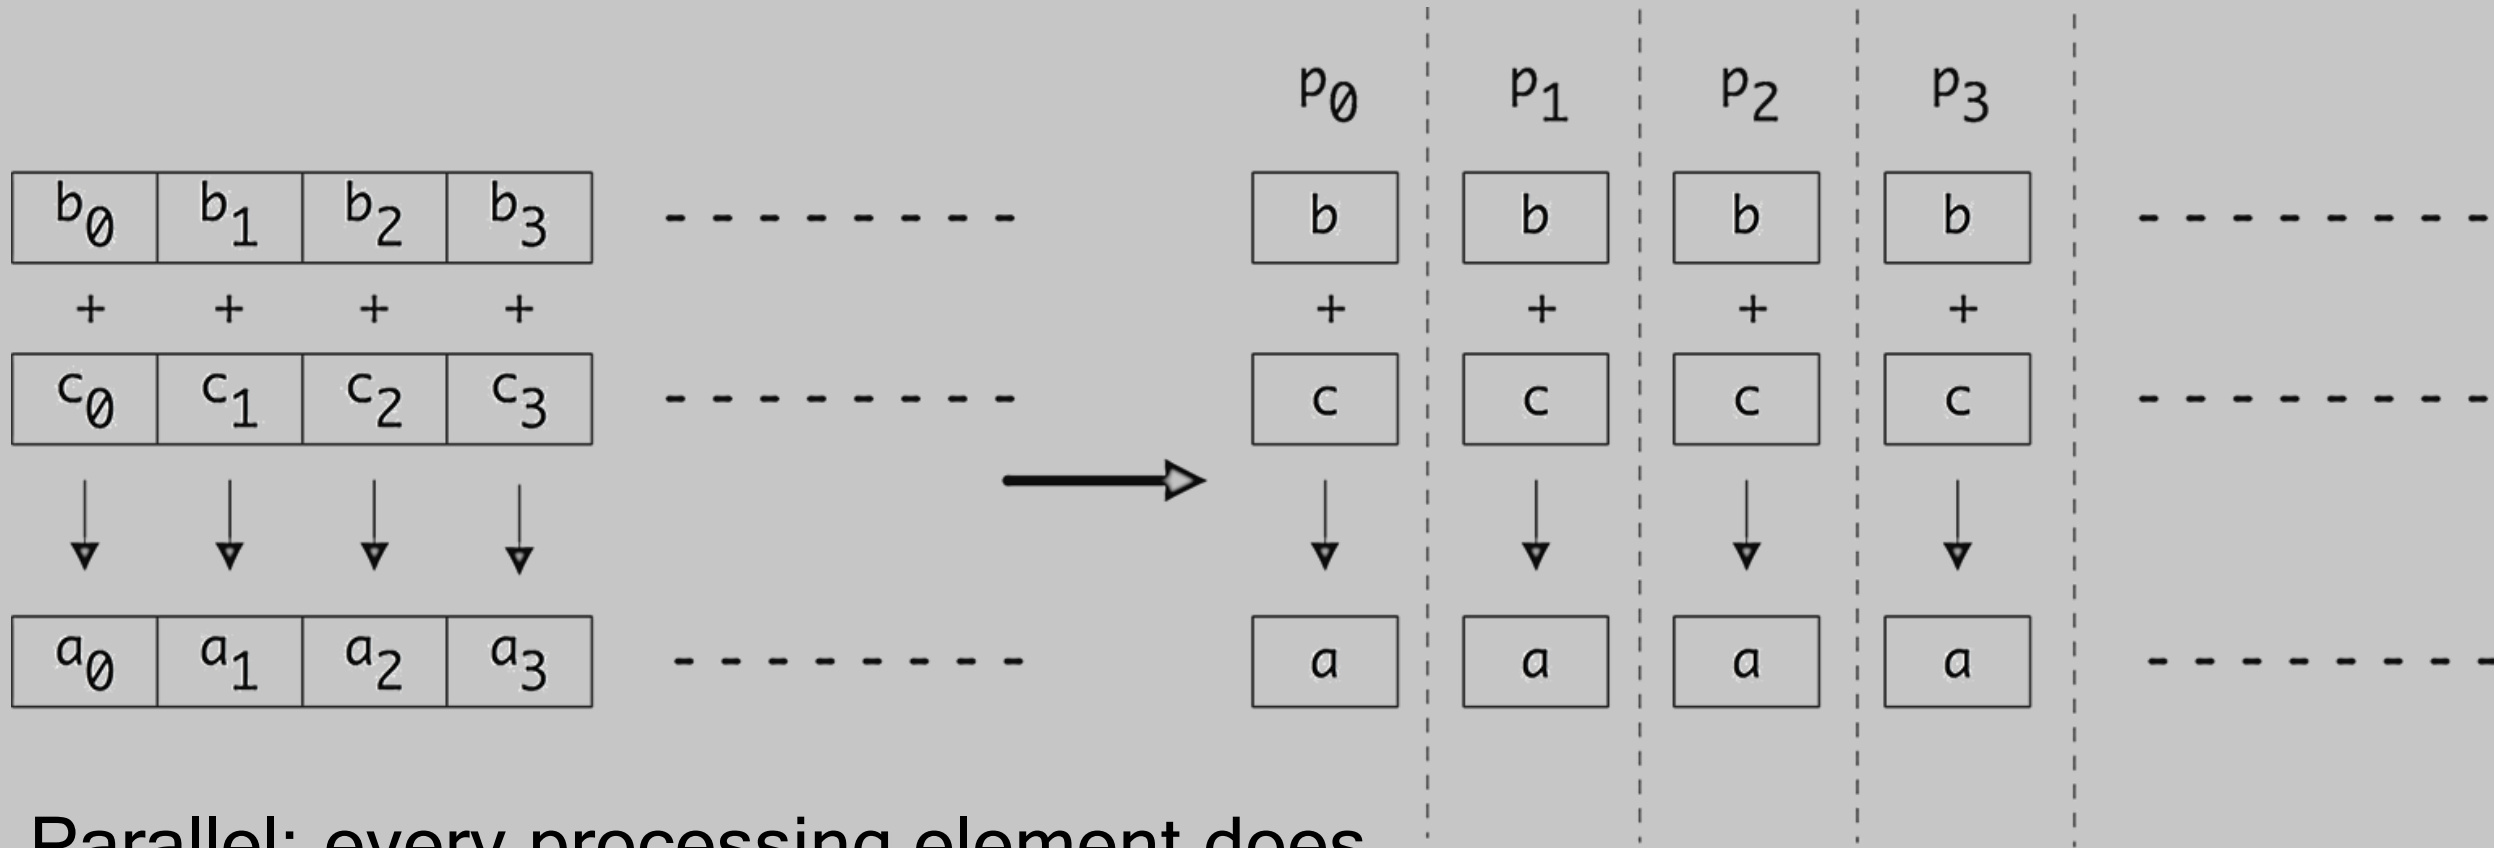 p0 p1 p2 p3
b0 b1 b2 b3 b b b b
+ + + + + + + +
c0 c1 c2 c3 c c c c
a0 a1 a2 a3 a a a a
Parallel: every processing element does